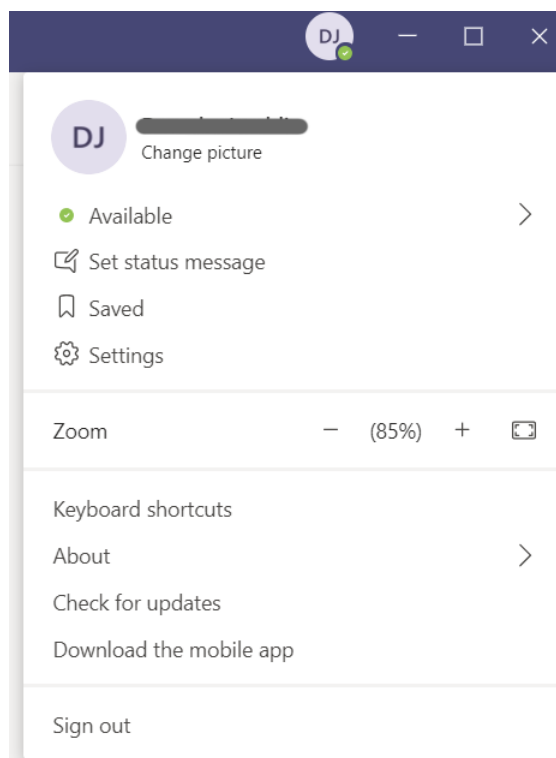 DJ
DJ
Change picture
Available
Set status message
Saved
Settings
Zoom − (85%) +
Keyboard shortcuts
About
Check for updates
Download the mobile app
Sign out